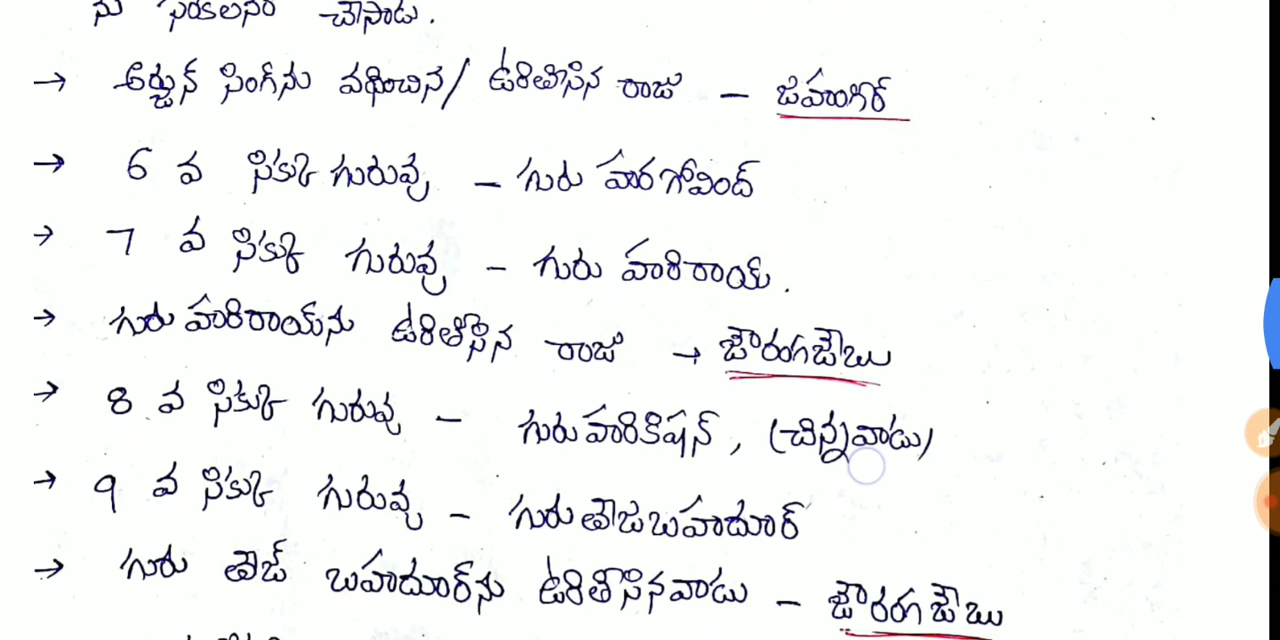 ను సంకలనం చేసాడు.
→ అర్జున్ సింగ్‌ను వధించిన/ ఉరితీసిన రాజు – జహంగీర్
→ 6 వ సిక్కు గురువు – గురు హరగోవింద్
→ 7 వ సిక్కు గురువు – గురు హరిరాయ్.
→ గురు హరిరాయ్‌ను ఉరితీసిన రాజు → ఔరంగజేబు
→ 8 వ సిక్కు గురువు – గురు హరికిషన్, (చిన్నవాడు)
→ 9 వ సిక్కు గురువు – గురు తేజబహదూర్
→ గురు తేజ్ బహదూర్‌ను ఉరితీసినవాడు – ఔరంగజేబు